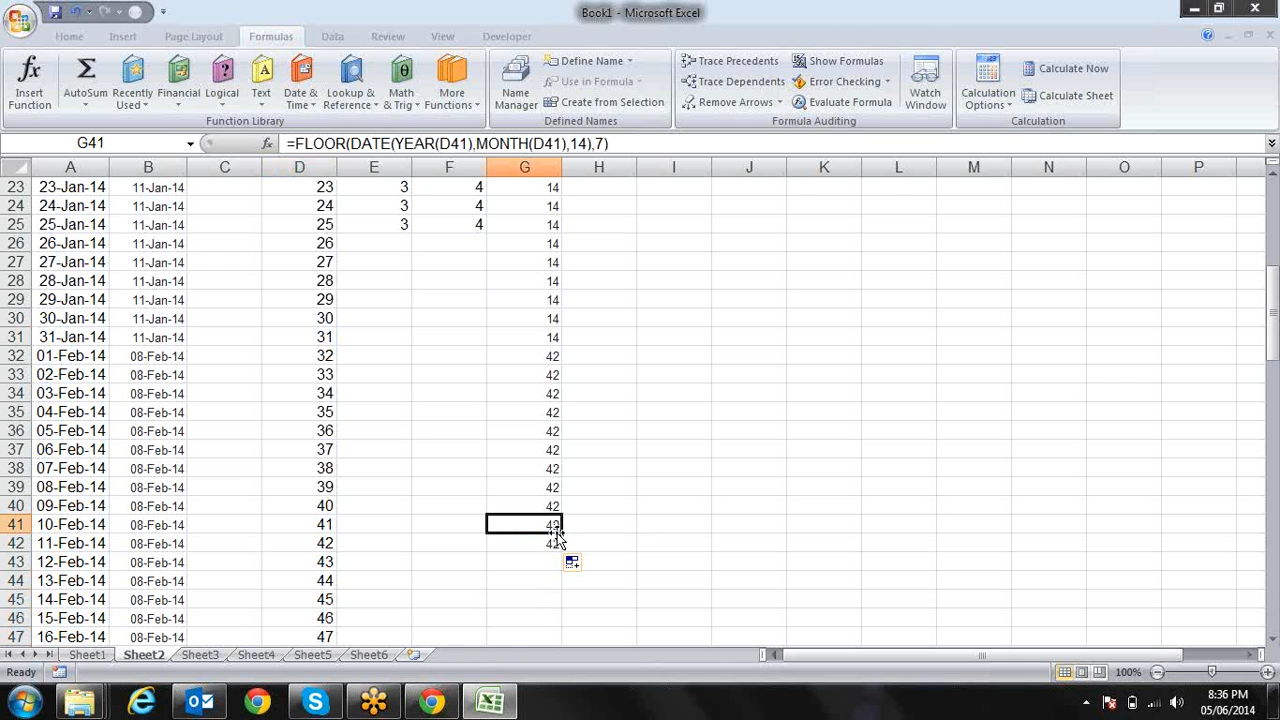 Book1 - Microsoft Excel
Home Insert Page Layout Formulas Data Review View Developer
fx Σ ? A θ
Insert Function
AutoSum
Recently Used
Financial
Logical
Text
Date & Time
Lookup & Reference
Math & Trig
More Functions
Function Library
Name Manager
Define Name
Use in Formula
Create from Selection
Defined Names
Trace Precedents
Trace Dependents
Remove Arrows
Show Formulas
Error Checking
Evaluate Formula
Formula Auditing
Watch Window
Calculation Options
Calculate Now
Calculate Sheet
Calculation
G41 fx =FLOOR(DATE(YEAR(D41),MONTH(D41),14),7)
A B C D E F G H I J K L M N O P
23 23-Jan-14 11-Jan-14 23 3 4 14
24 24-Jan-14 11-Jan-14 24 3 4 14
25 25-Jan-14 11-Jan-14 25 3 4 14
26 26-Jan-14 11-Jan-14 26 14
27 27-Jan-14 11-Jan-14 27 14
28 28-Jan-14 11-Jan-14 28 14
29 29-Jan-14 11-Jan-14 29 14
30 30-Jan-14 11-Jan-14 30 14
31 31-Jan-14 11-Jan-14 31 14
32 01-Feb-14 08-Feb-14 32 42
33 02-Feb-14 08-Feb-14 33 42
34 03-Feb-14 08-Feb-14 34 42
35 04-Feb-14 08-Feb-14 35 42
36 05-Feb-14 08-Feb-14 36 42
37 06-Feb-14 08-Feb-14 37 42
38 07-Feb-14 08-Feb-14 38 42
39 08-Feb-14 08-Feb-14 39 42
40 09-Feb-14 08-Feb-14 40 42
41 10-Feb-14 08-Feb-14 41 42
42 11-Feb-14 08-Feb-14 42 42
43 12-Feb-14 08-Feb-14 43
44 13-Feb-14 08-Feb-14 44
45 14-Feb-14 08-Feb-14 45
46 15-Feb-14 08-Feb-14 46
47 16-Feb-14 08-Feb-14 47
Sheet1 Sheet2 Sheet3 Sheet4 Sheet5 Sheet6
Ready 100%
8:36 PM
05/06/2014